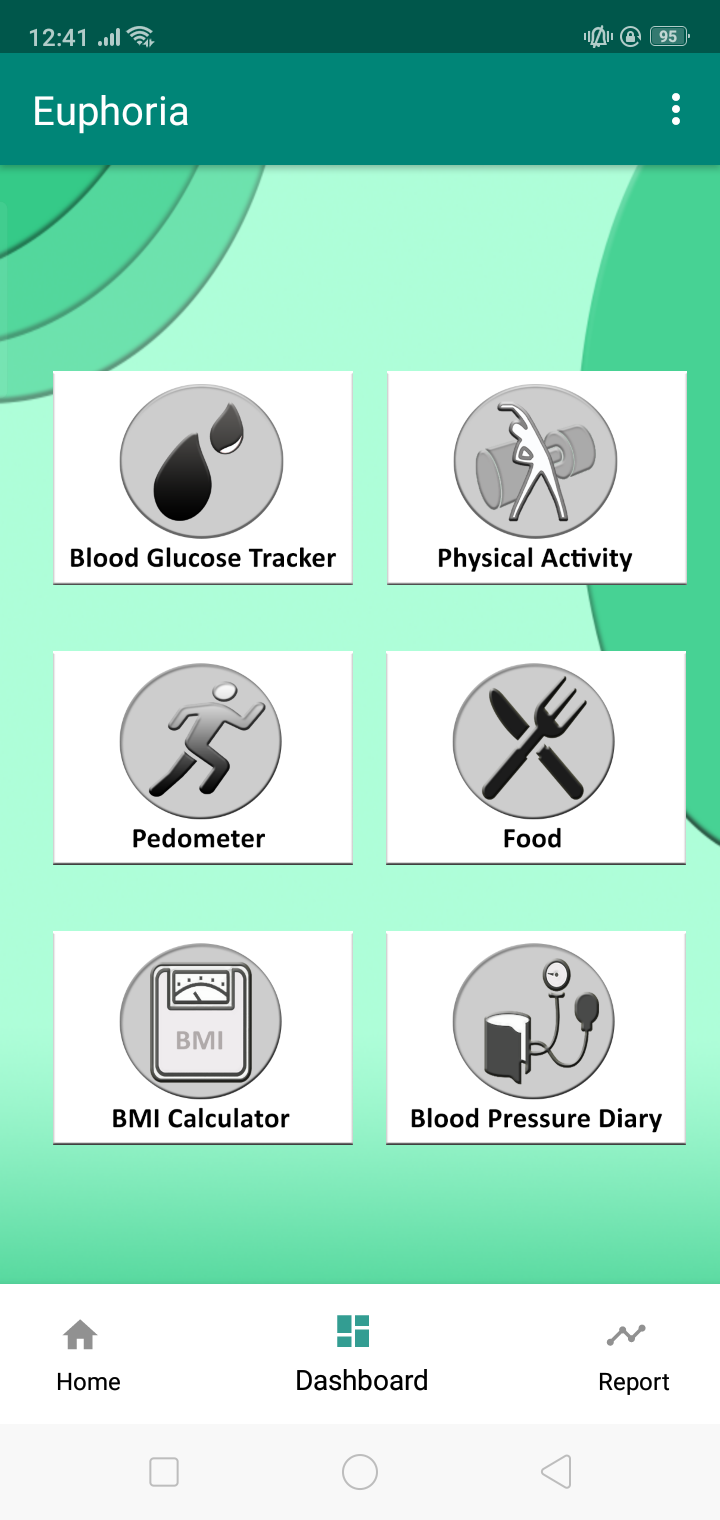 12:41
95
Euphoria
Blood Glucose Tracker
Physical Activity
Pedometer
Food
BMI
BMI Calculator
Blood Pressure Diary
Home
Dashboard
Report